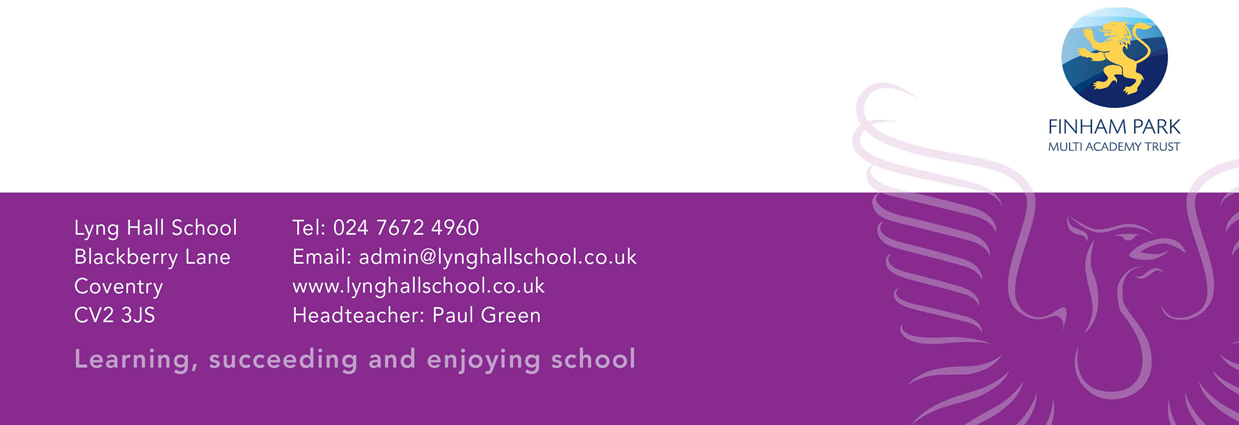 FINHAM PARK
MULTI ACADEMY TRUST
Lyng Hall School
Blackberry Lane
Coventry
CV2 3JS
Tel: 024 7672 4960
Email: admin@lynghallschool.co.uk
www.lynghallschool.co.uk
Headteacher: Paul Green
Learning, succeeding and enjoying school